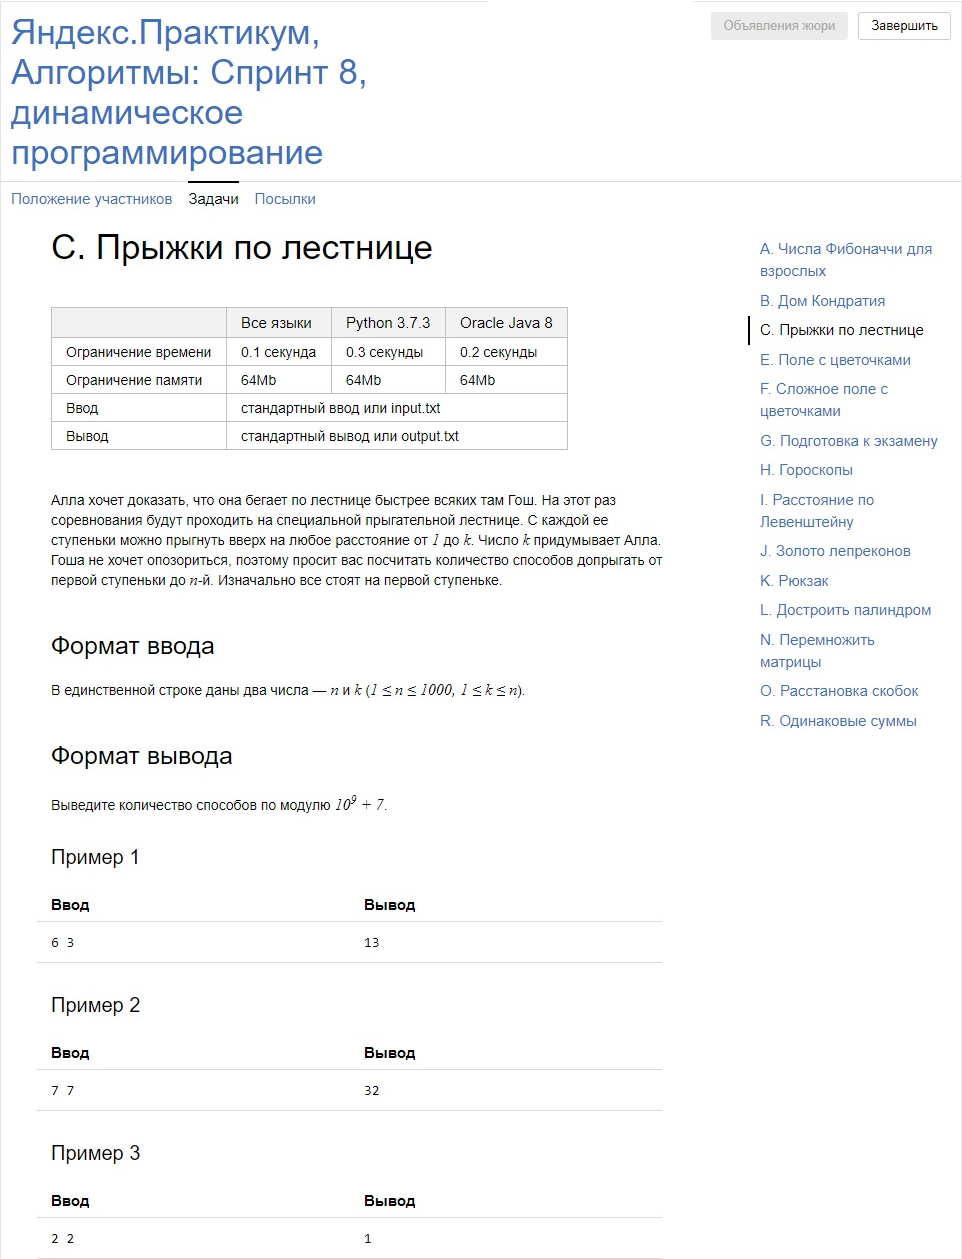 Яндекс.Практикум,
Алгоритмы: Спринт 8,
динамическое
программирование
Объявления жюри
Завершить
Положение участников Задачи Посылки
C. Прыжки по лестнице
Все языки Python 3.7.3 Oracle Java 8
Ограничение времени 0.1 секунда 0.3 секунды 0.2 секунды
Ограничение памяти 64Mb 64Mb 64Mb
Ввод стандартный ввод или input.txt
Вывод стандартный вывод или output.txt
Алла хочет доказать, что она бегает по лестнице быстрее всяких там Гош. На этот раз
соревнования будут проходить на специальной прыгательной лестнице. С каждой ее
ступеньки можно прыгнуть вверх на любое расстояние от 1 до k. Число k придумывает Алла.
Гоша не хочет опозориться, поэтому просит вас посчитать количество способов допрыгать от
первой ступеньки до n-й. Изначально все стоят на первой ступеньке.
Формат ввода
В единственной строке даны два числа — n и k (1 ≤ n ≤ 1000, 1 ≤ k ≤ n).
Формат вывода
Выведите количество способов по модулю 10⁹ + 7.
Пример 1
Ввод Вывод
6 3 13
Пример 2
Ввод Вывод
7 7 32
Пример 3
Ввод Вывод
2 2 1
A. Числа Фибоначчи для
взрослых
B. Дом Кондратия
C. Прыжки по лестнице
E. Поле с цветочками
F. Сложное поле с
цветочками
G. Подготовка к экзамену
H. Гороскопы
I. Расстояние по
Левенштейну
J. Золото лепреконов
K. Рюкзак
L. Достроить палиндром
N. Перемножить
матрицы
O. Расстановка скобок
R. Одинаковые суммы